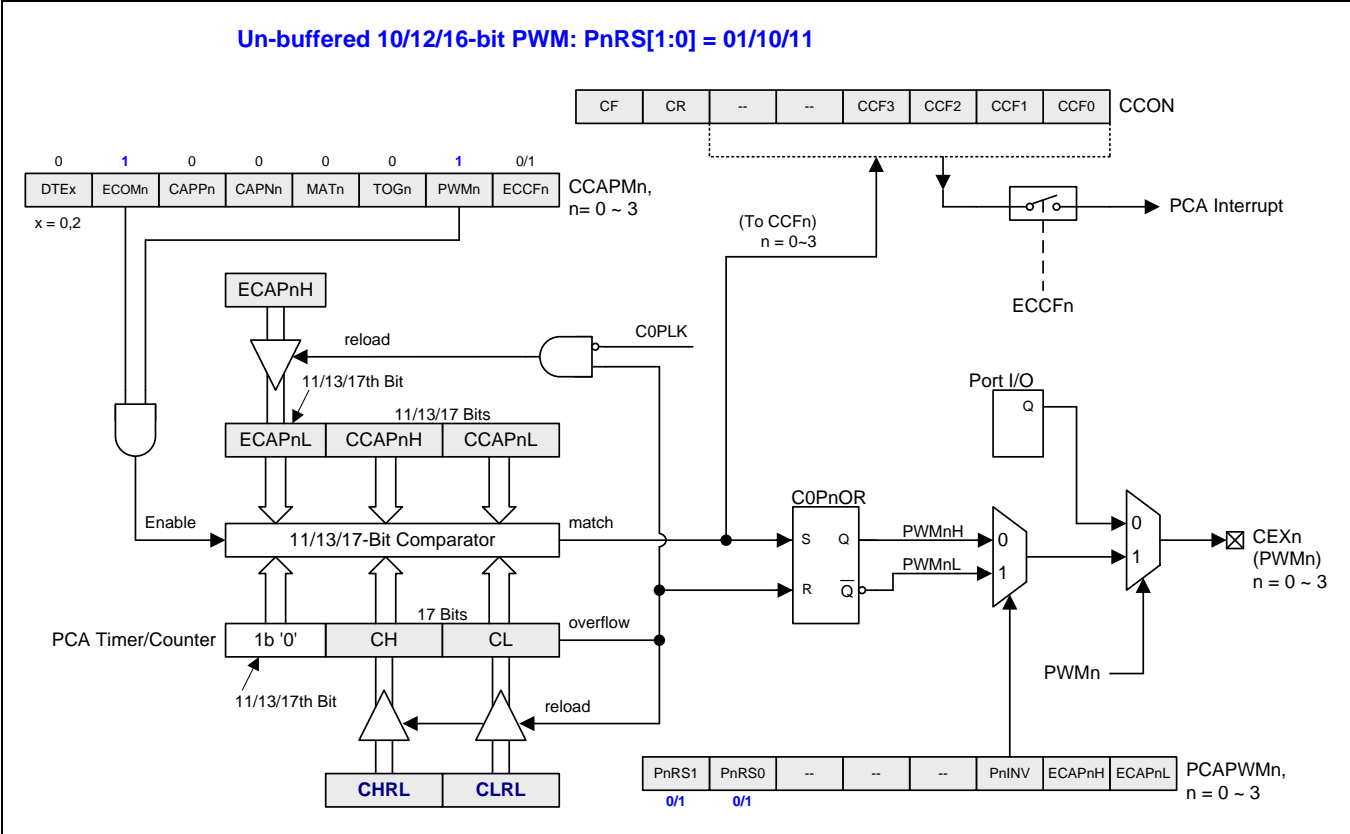 Un-buffered 10/12/16-bit PWM: PnRS[1:0] = 01/10/11
CF CR -- -- CCF3 CCF2 CCF1 CCF0 CCON
0 1 0 0 0 0 1 0/1
DTEx ECOMn CAPPn CAPNn MATn TOGn PWMn ECCFn CCAPMn,
n= 0 ~ 3
x = 0,2
(To CCFn)
n = 0~3
PCA Interrupt
ECCFn
ECAPnH
reload
C0PLK
11/13/17th Bit
11/13/17 Bits
ECAPnL CCAPnH CCAPnL
Port I/O
Q
C0PnOR
Enable
11/13/17-Bit Comparator
match
S Q
PWMnH
0
1
R Q
PWMnL
0
1
CEXn
(PWMn)
n = 0 ~ 3
17 Bits
PCA Timer/Counter
1b '0' CH CL
overflow
11/13/17th Bit
reload
PWMn
CHRL CLRL
PnRS1 PnRS0 -- -- -- PnINV ECAPnH ECAPnL PCAPWMn,
n = 0 ~ 3
0/1 0/1